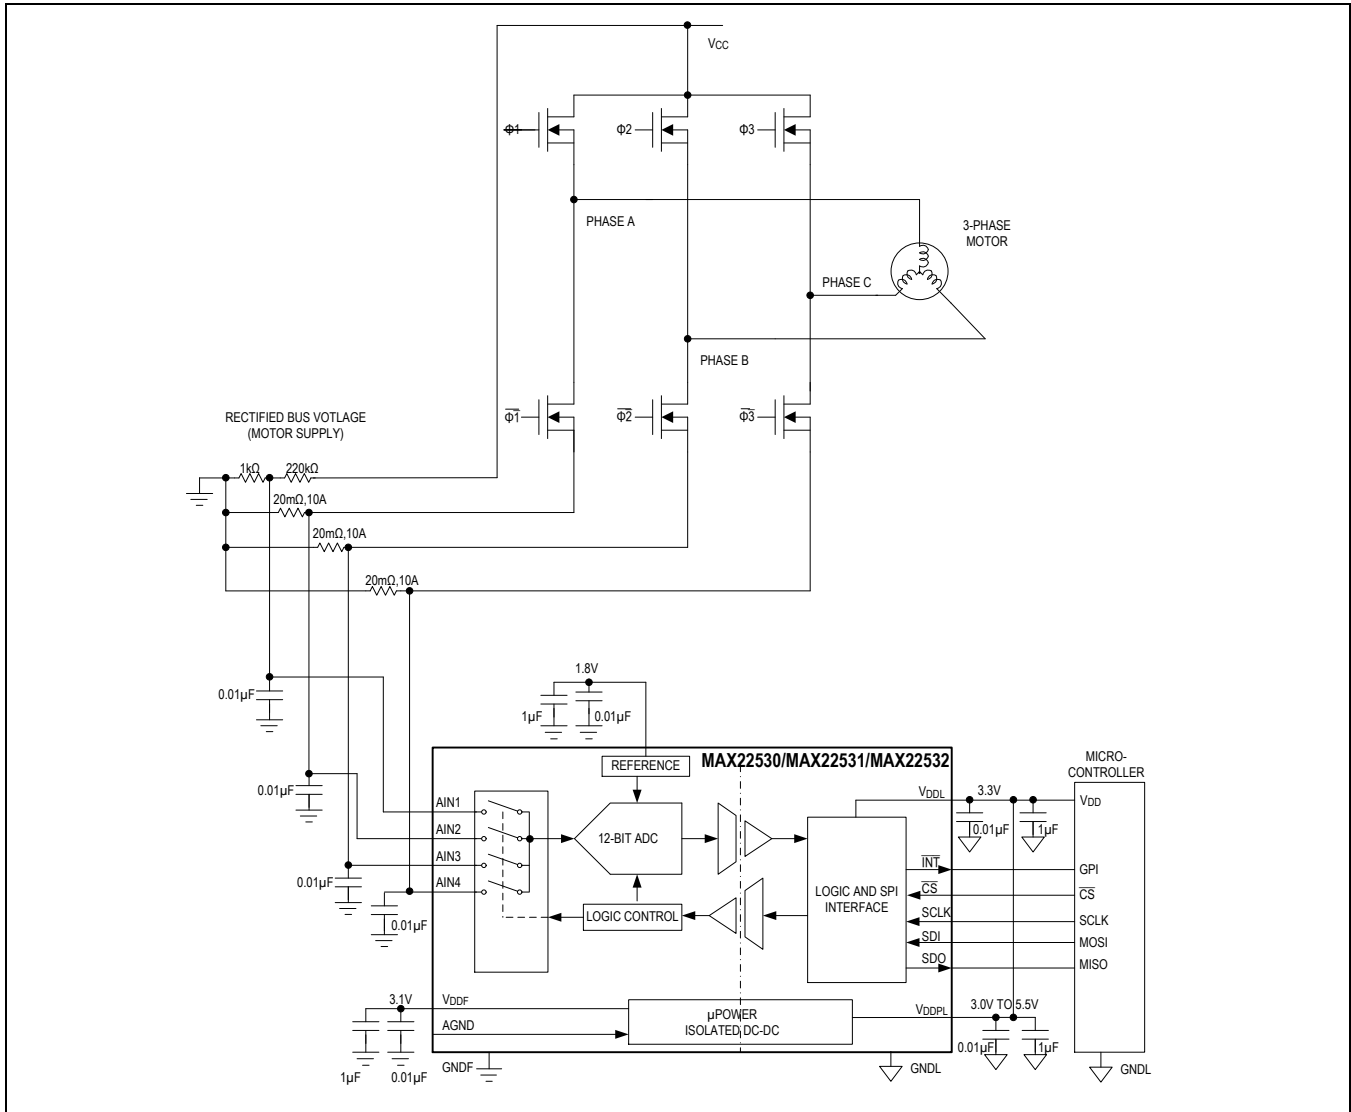 VCC
Φ1
Φ2
Φ3
PHASE A
3-PHASE
MOTOR
PHASE C
PHASE B
Φ1̅
Φ2̅
Φ3̅
RECTIFIED BUS VOTLAGE
(MOTOR SUPPLY)
1kΩ
220kΩ
20mΩ,10A
20mΩ,10A
20mΩ,10A
1.8V
0.01µF
1µF
0.01µF
MAX22530/MAX22531/MAX22532
REFERENCE
MICRO-
CONTROLLER
0.01µF
AIN1
VDDL
3.3V
VDD
0.01µF
1µF
AIN2
12-BIT ADC
AIN3
INT
GPI
0.01µF
AIN4
LOGIC AND SPI
INTERFACE
CS
CS
0.01µF
LOGIC CONTROL
SCLK
SCLK
SDI
MOSI
SDO
MISO
3.1V
VDDF
µPOWER
ISOLATED DC-DC
VDDPL
3.0V TO 5.5V
AGND
0.01µF
1µF
1µF
0.01µF
GNDF
GNDL
GNDL